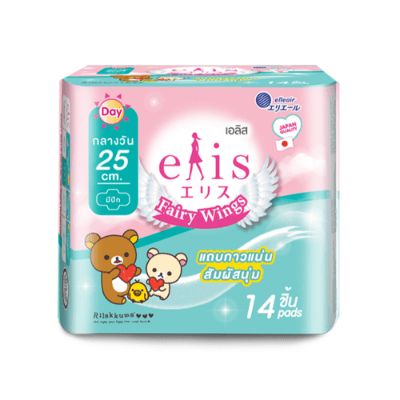 Day
กลางวัน
25
cm.
มีปีก
elleair
エリエール
JAPAN
QUALITY
เอลิส
elis
エリス
Fairy Wings
แถบกาวแน่น
สัมผัสนุ่ม
Rilakkuma
14 ชิ้น
pads